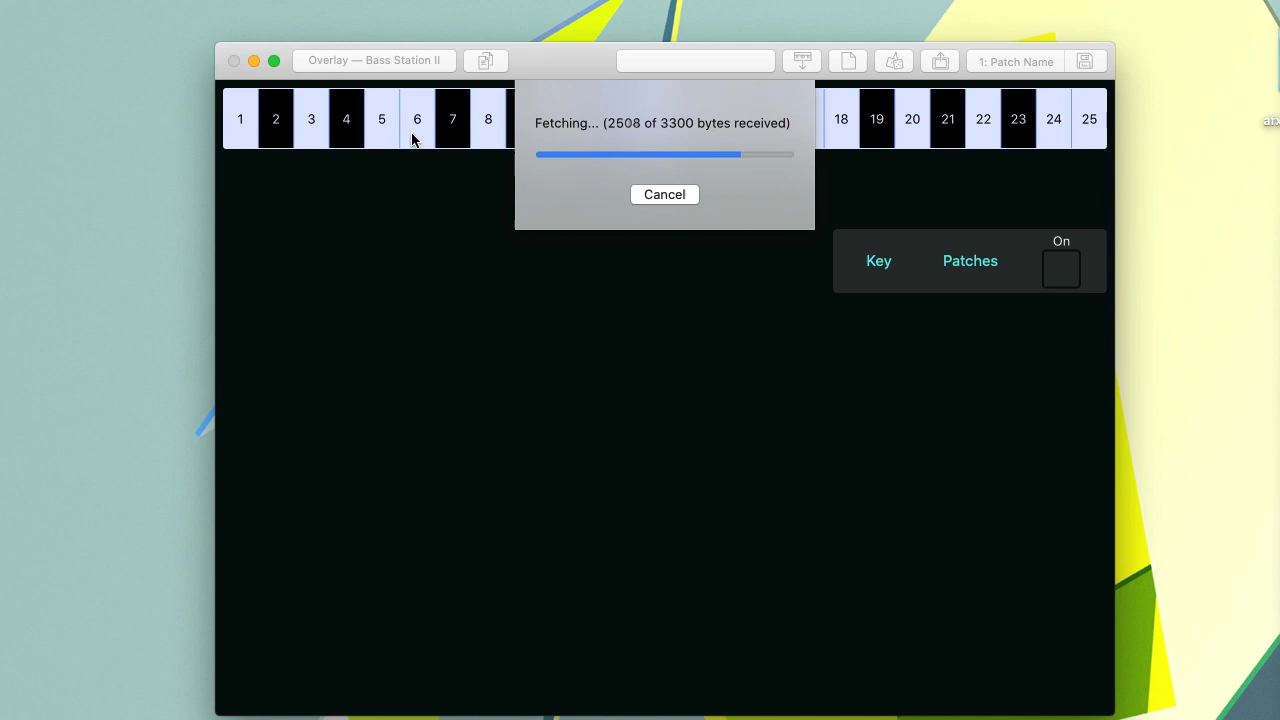 Overlay — Bass Station II
1: Patch Name
1 2 3 4 5 6 7 8 18 19 20 21 22 23 24 25
Fetching... (2508 of 3300 bytes received)
Cancel
On
Key Patches